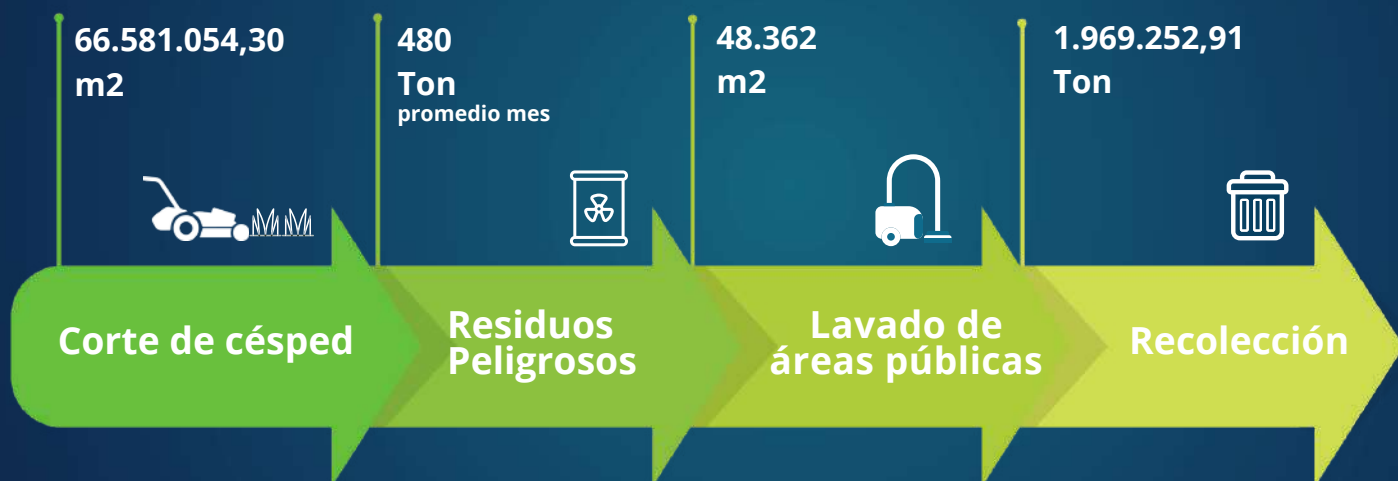 66.581.054,30
m2
480
Ton
promedio mes
48.362
m2
1.969.252,91
Ton
Corte de césped
Residuos
Peligrosos
Lavado de
áreas públicas
Recolección